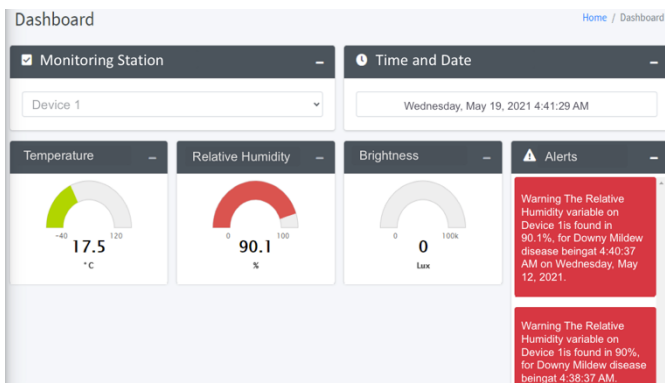 Dashboard
Home / Dashboard
Monitoring Station
Time and Date
Device 1
Wednesday, May 19, 2021 4:41:29 AM
Temperature
Relative Humidity
Brightness
Alerts
-40 120
17.5
°C
0 100
90.1
%
0 100k
0
Lux
Warning The Relative
Humidity variable on
Device 1is found in
90.1%, for Downy Mildew
disease beingat 4:40:37
AM on Wednesday, May
12, 2021.
Warning The Relative
Humidity variable on
Device 1is found in 90%,
for Downy Mildew disease
beingat 4:38:37 AM.